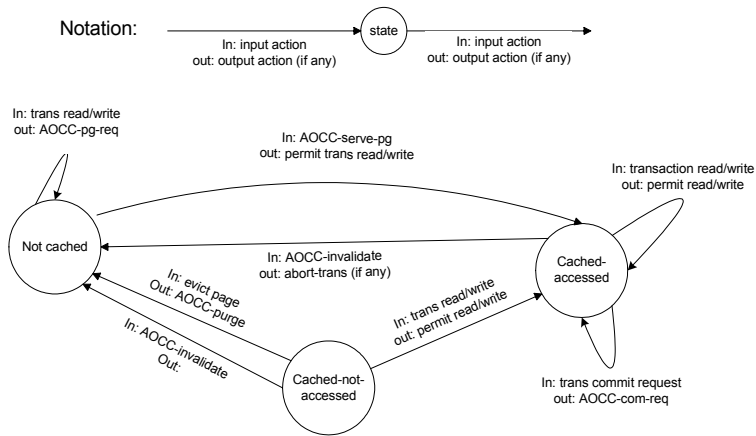 Notation:
In: input action
out: output action (if any)
state
In: input action
out: output action (if any)
In: trans read/write
out: AOCC-pg-req
In: AOCC-serve-pg
out: permit trans read/write
In: transaction read/write
out: permit read/write
Not cached
In: AOCC-invalidate
out: abort-trans (if any)
Cached-
accessed
In: evict page
Out: AOCC-purge
In: trans read/write
out: permit read/write
In: AOCC-invalidate
Out:
Cached-not-
accessed
In: trans commit request
out: AOCC-com-req